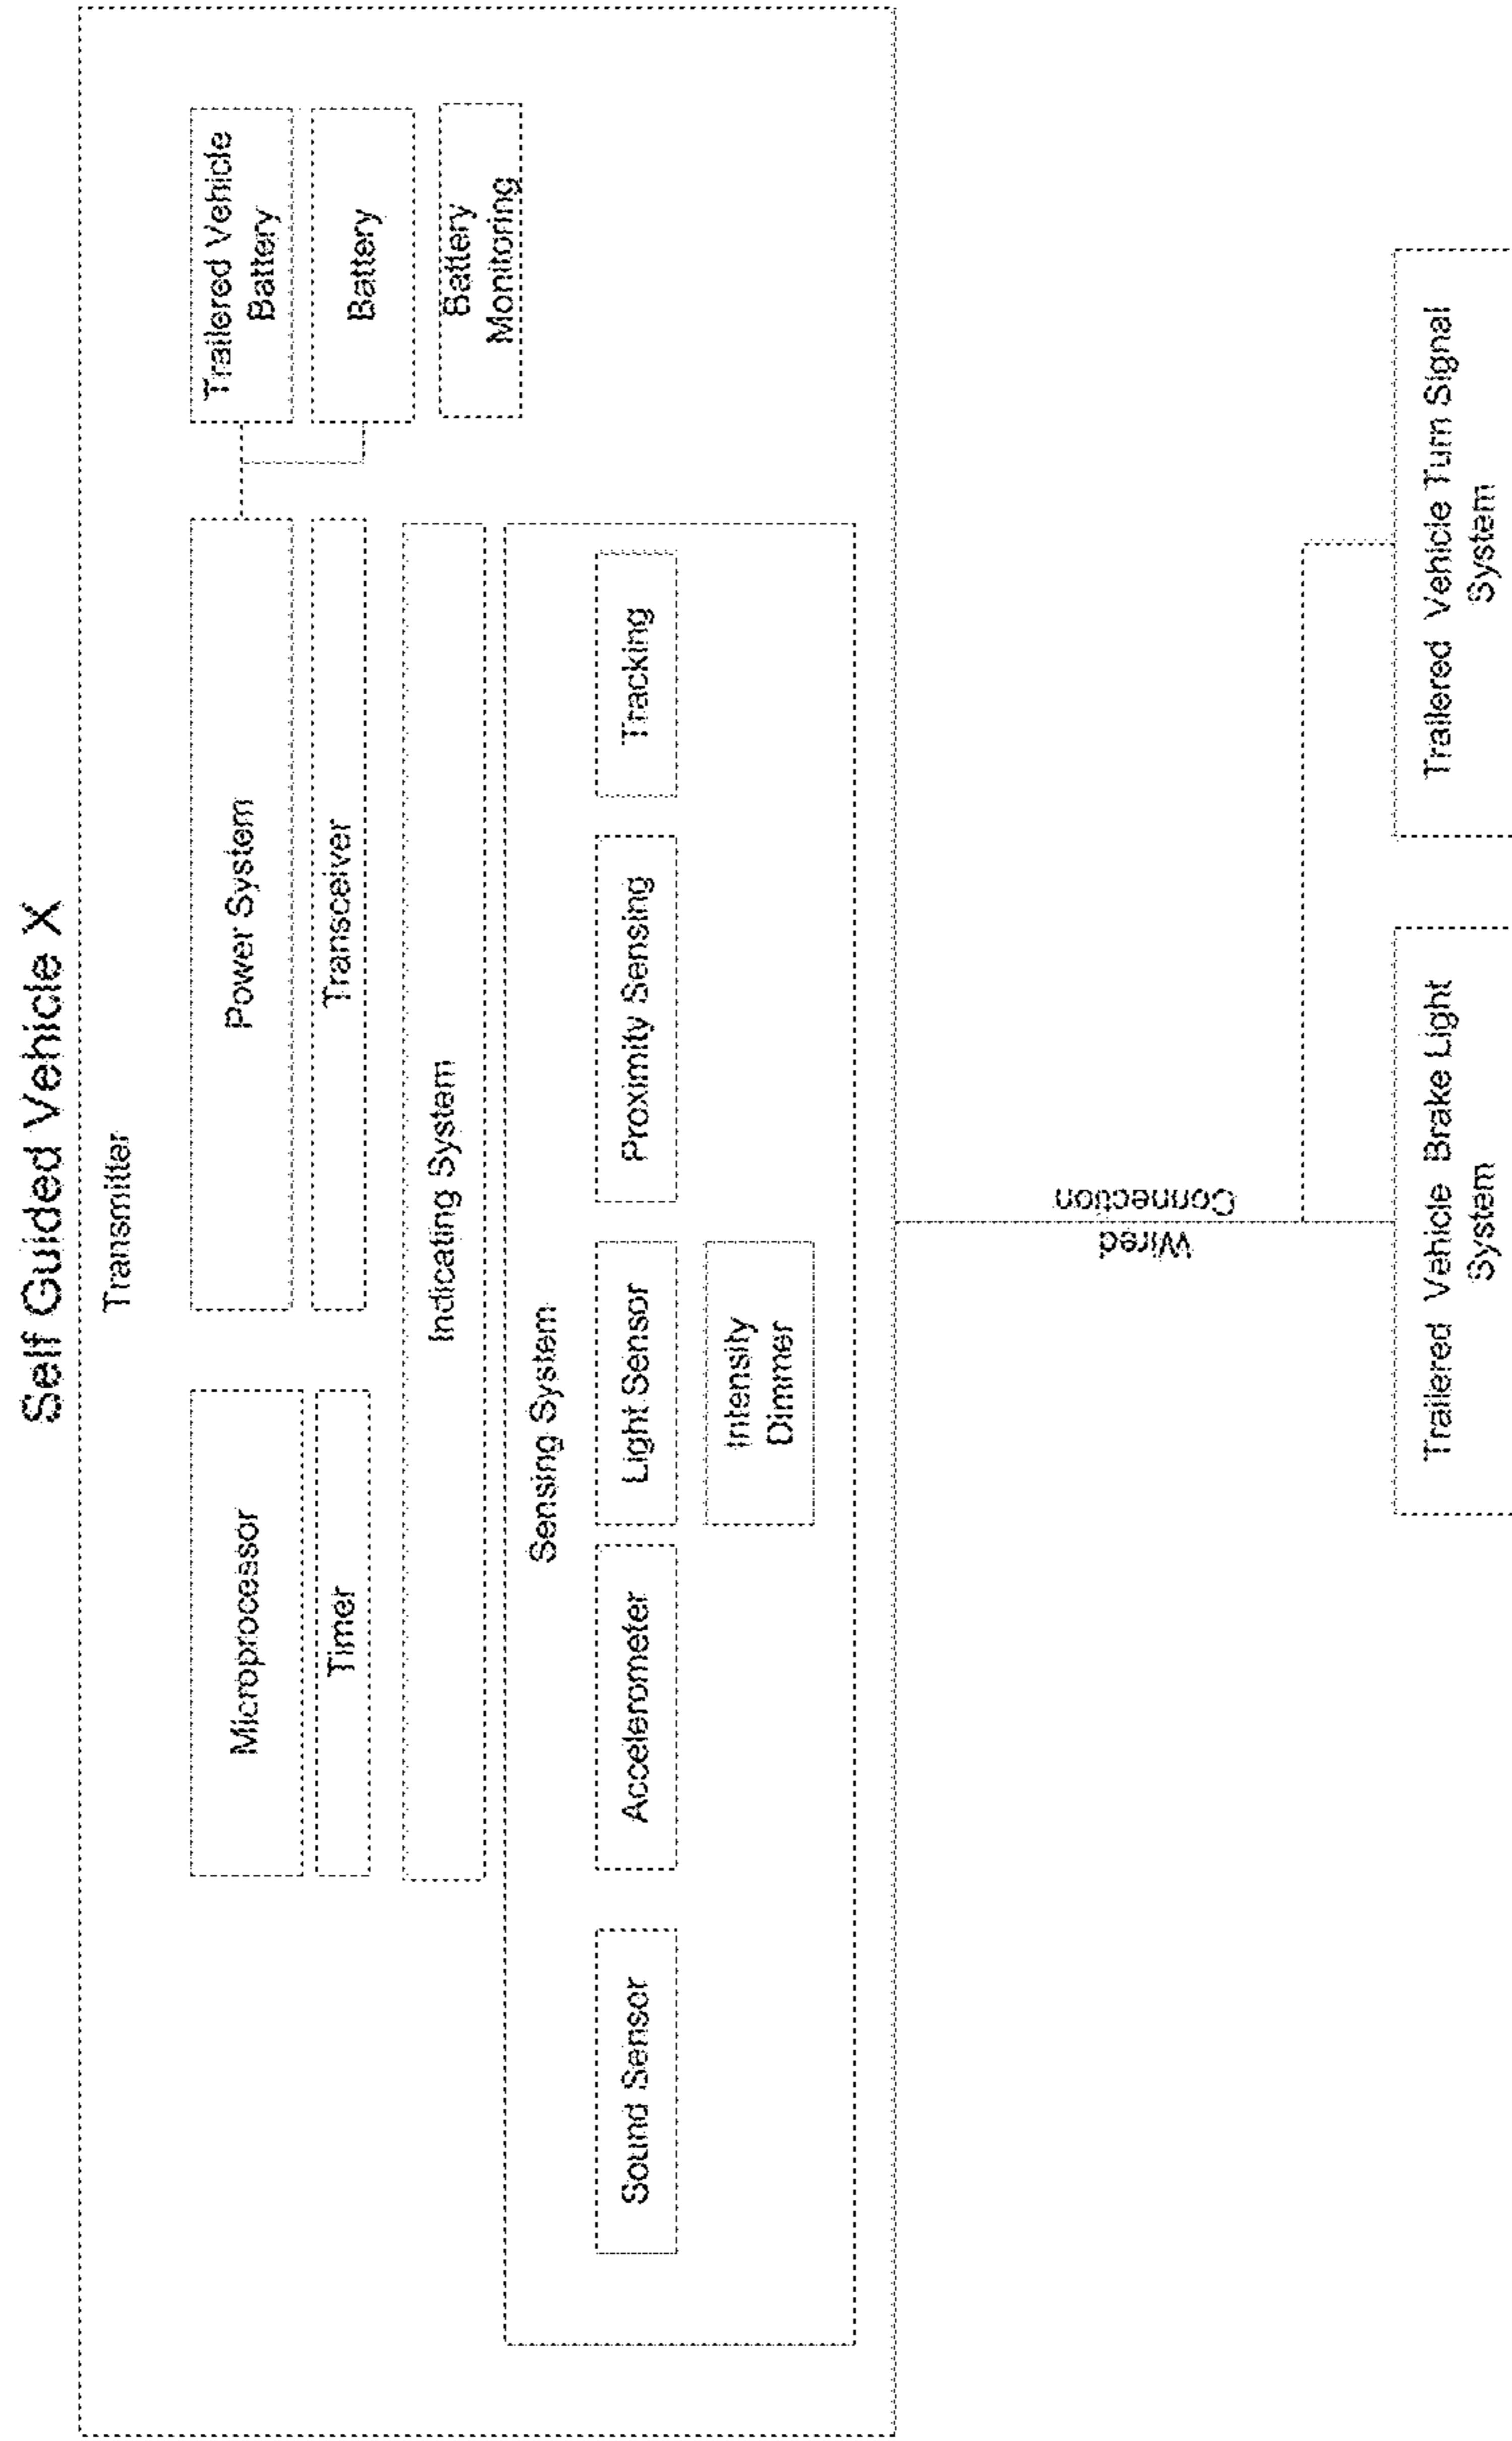 Self Guided Vehicle X
Transmitter
Microprocessor
Power System
Trailered Vehicle
Battery
Timer
Transceiver
Battery
Indicating System
Battery
Monitoring
Sensing System
Sound Sensor
Accelerometer
Light Sensor
Proximity Sensing
Tracking
Intensity
Dimmer
Wired
Connection
Trailered Vehicle Brake Light
System
Trailered Vehicle Turn Signal
System